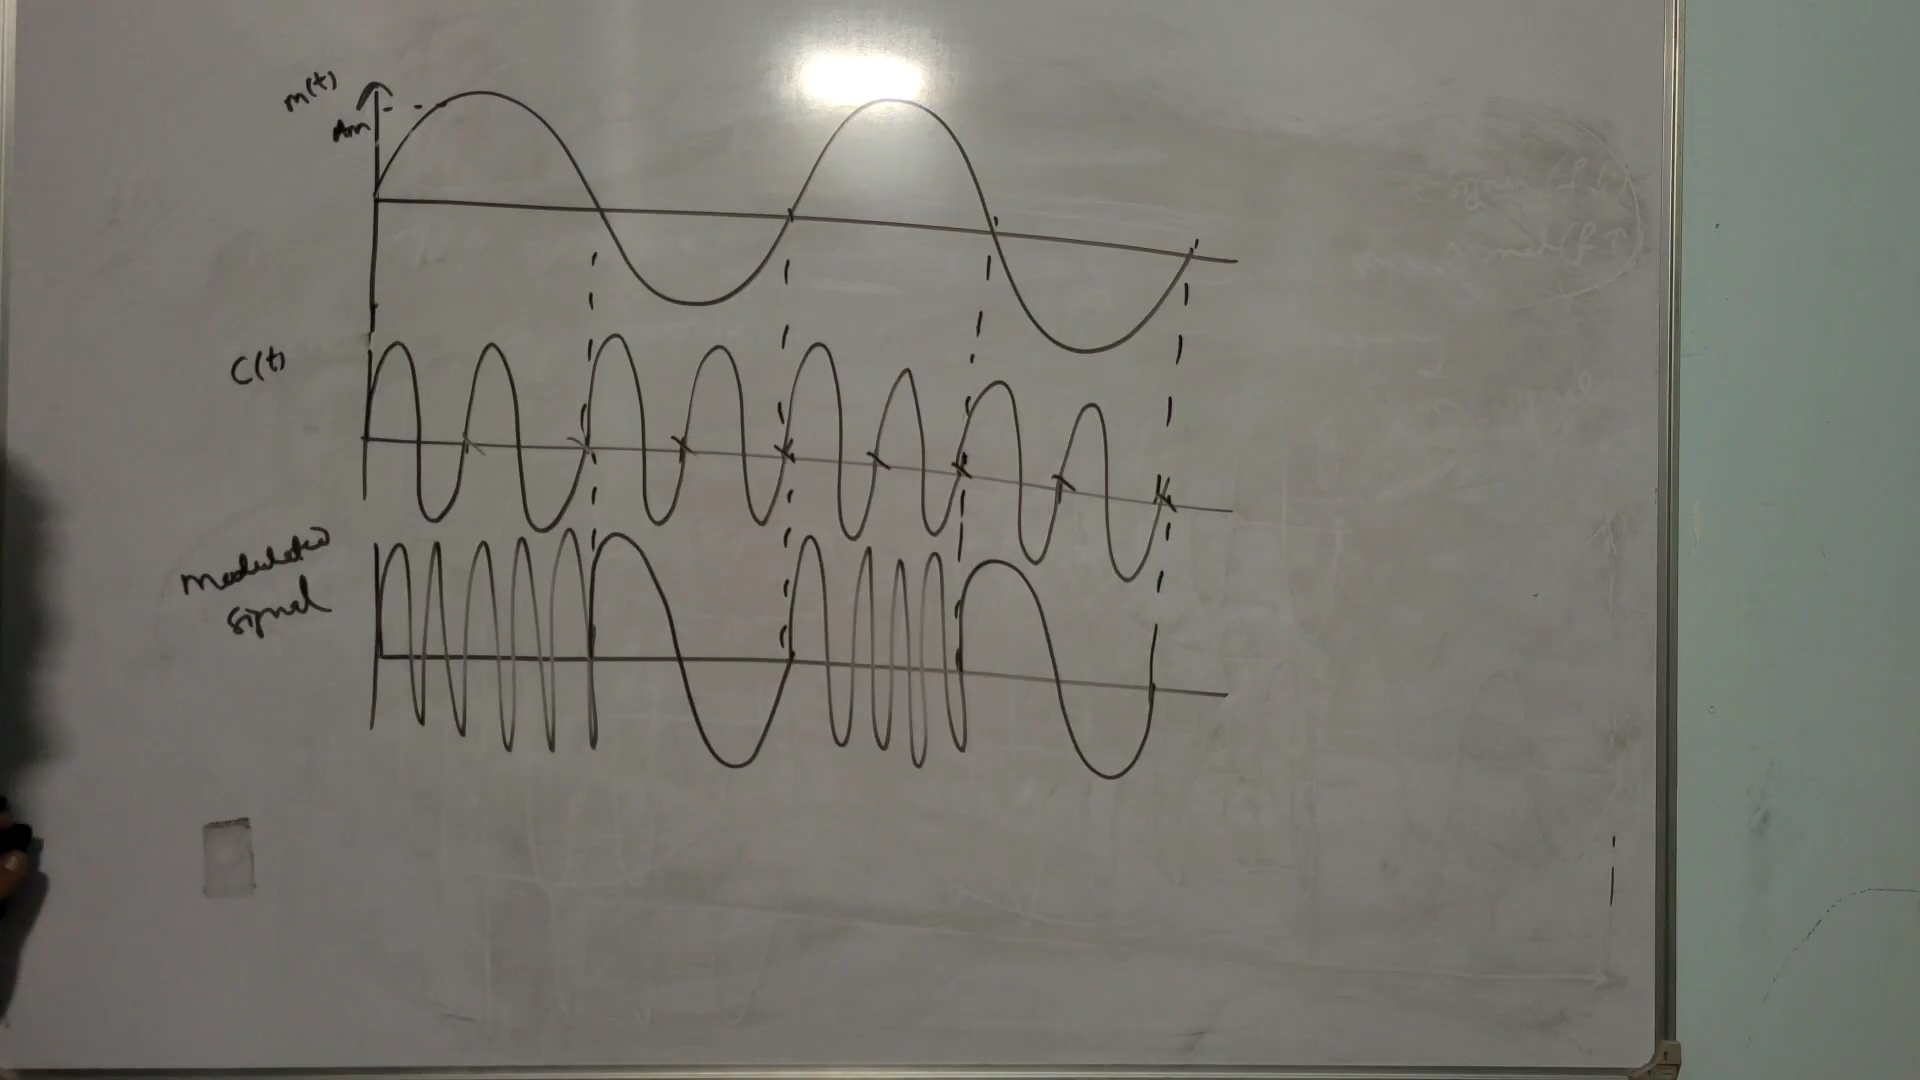 m(t)
Am
C(t)
Modulated
signal